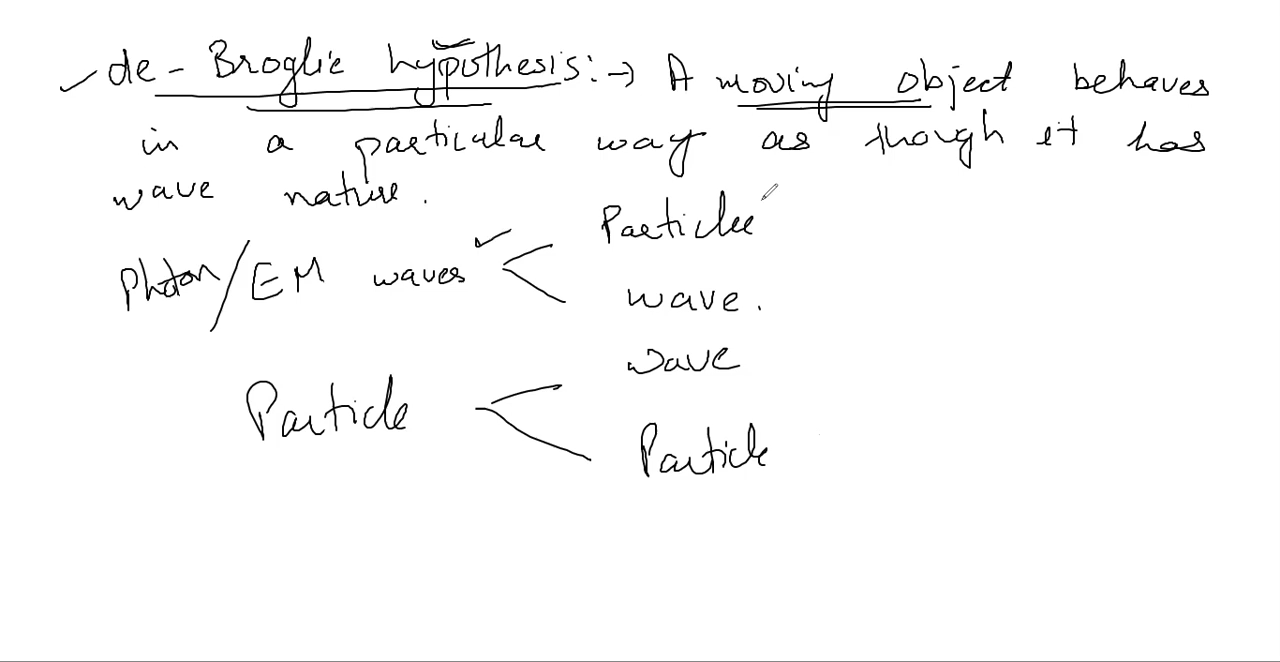 de-Broglie hypothesis :→ A moving object behaves
in a particular way as though it has
wave nature.
Particle
Photon/EM waves
wave.
wave
Particle
Particle